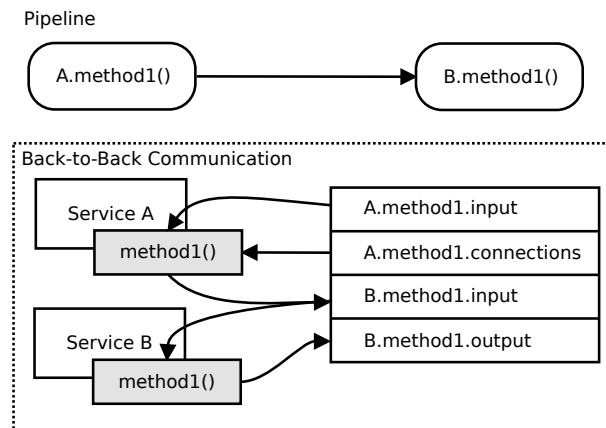 Pipeline
A.method1()
B.method1()
Back-to-Back Communication
Service A
method1()
A.method1.input
A.method1.connections
B.method1.input
B.method1.output
Service B
method1()